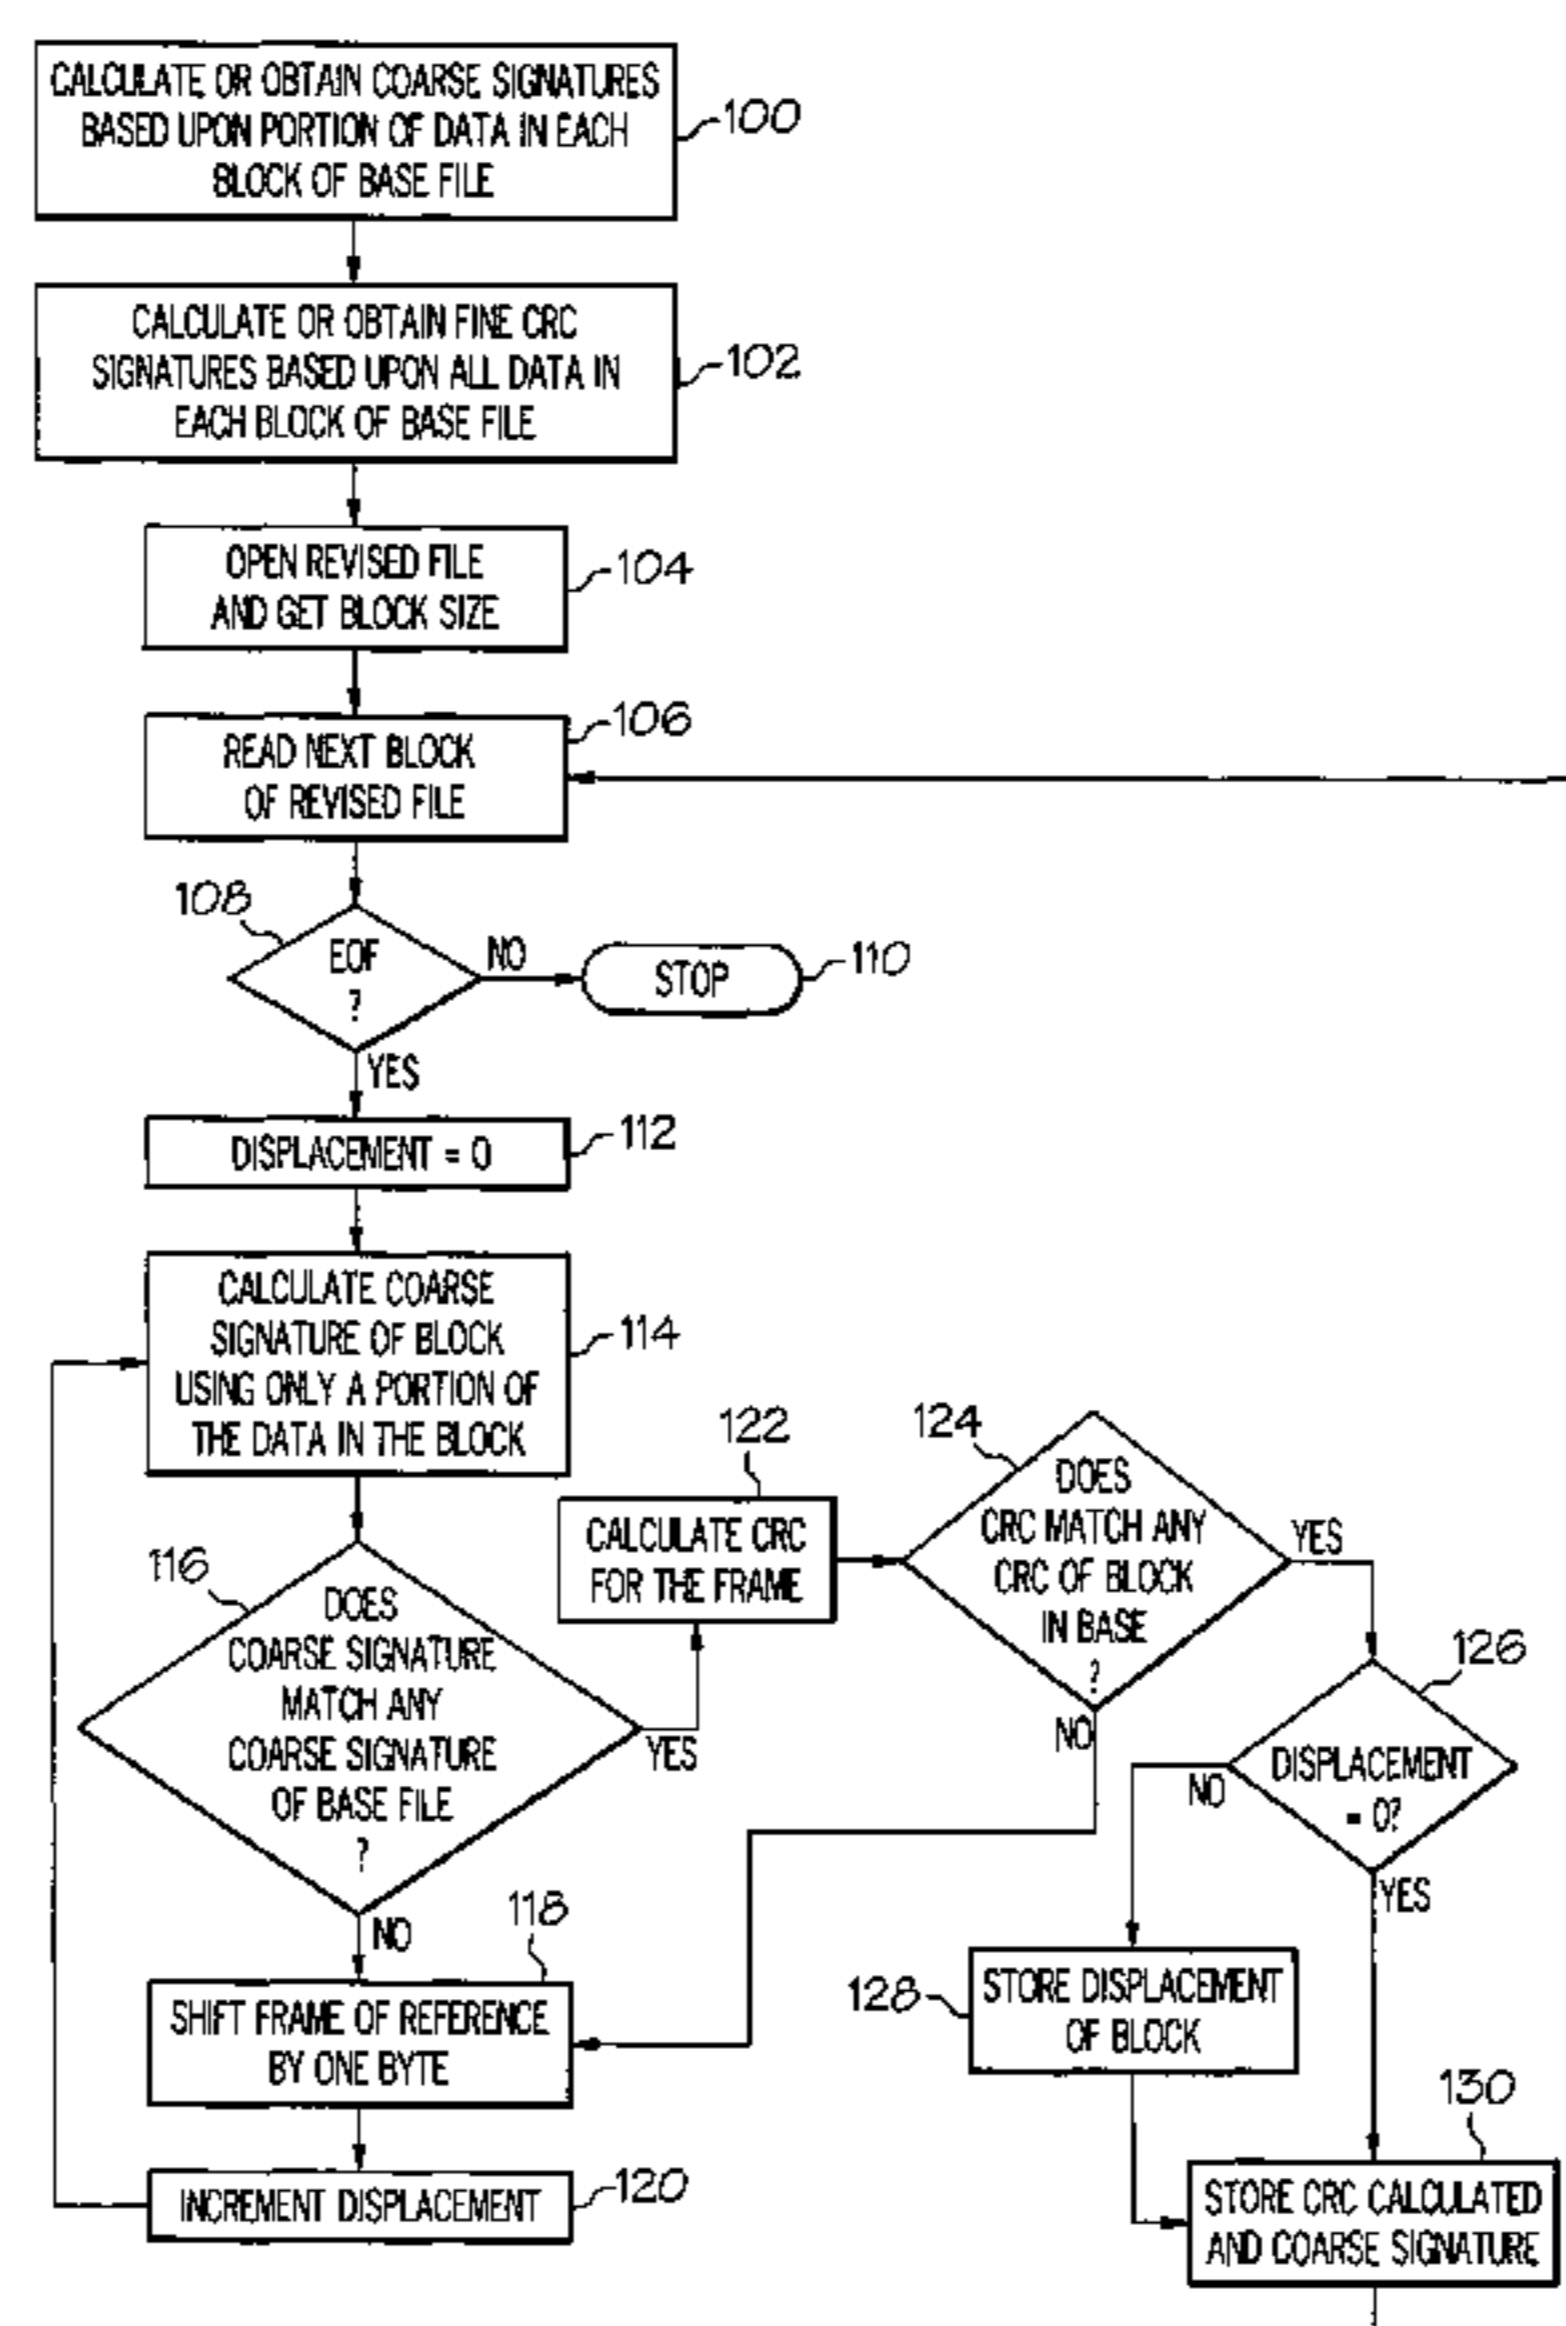 CALCULATE OR OBTAIN COARSE SIGNATURES
BASED UPON PORTION OF DATA IN EACH
BLOCK OF BASE FILE
100
CALCULATE OR OBTAIN FINE CRC
SIGNATURES BASED UPON ALL DATA IN
EACH BLOCK OF BASE FILE
102
OPEN REVISED FILE
AND GET BLOCK SIZE
104
READ NEXT BLOCK
OF REVISED FILE
106
108
EOF
?
NO
STOP
110
YES
DISPLACEMENT = 0
112
CALCULATE COARSE
SIGNATURE OF BLOCK
USING ONLY A PORTION OF
THE DATA IN THE BLOCK
114
116
DOES
COARSE SIGNATURE
MATCH ANY
COARSE SIGNATURE
OF BASE FILE
?
YES
NO
122
CALCULATE CRC
FOR THE FRAME
124
DOES
CRC MATCH ANY
CRC OF BLOCK
IN BASE
?
YES
NO
126
DISPLACEMENT
= 0?
NO
YES
118
SHIFT FRAME OF REFERENCE
BY ONE BYTE
128
STORE DISPLACEMENT
OF BLOCK
INCREMENT DISPLACEMENT
120
130
STORE CRC CALCULATED
AND COARSE SIGNATURE